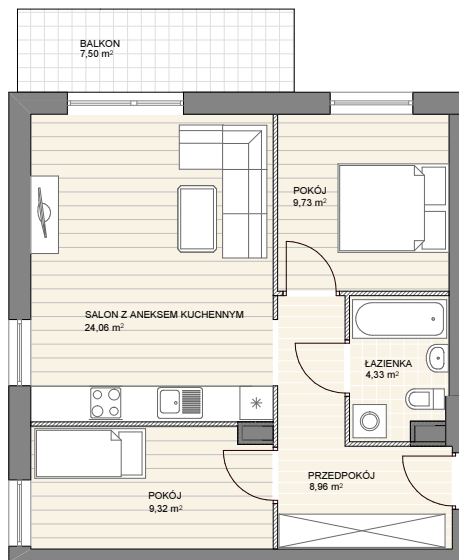 BALKON
7,50 m²
POKÓJ
9,73 m²
SALON Z ANEKSEM KUCHENNYM
24,06 m²
ŁAZIENKA
4,33 m²
PRZEDPOKÓJ
8,96 m²
POKÓJ
9,32 m²